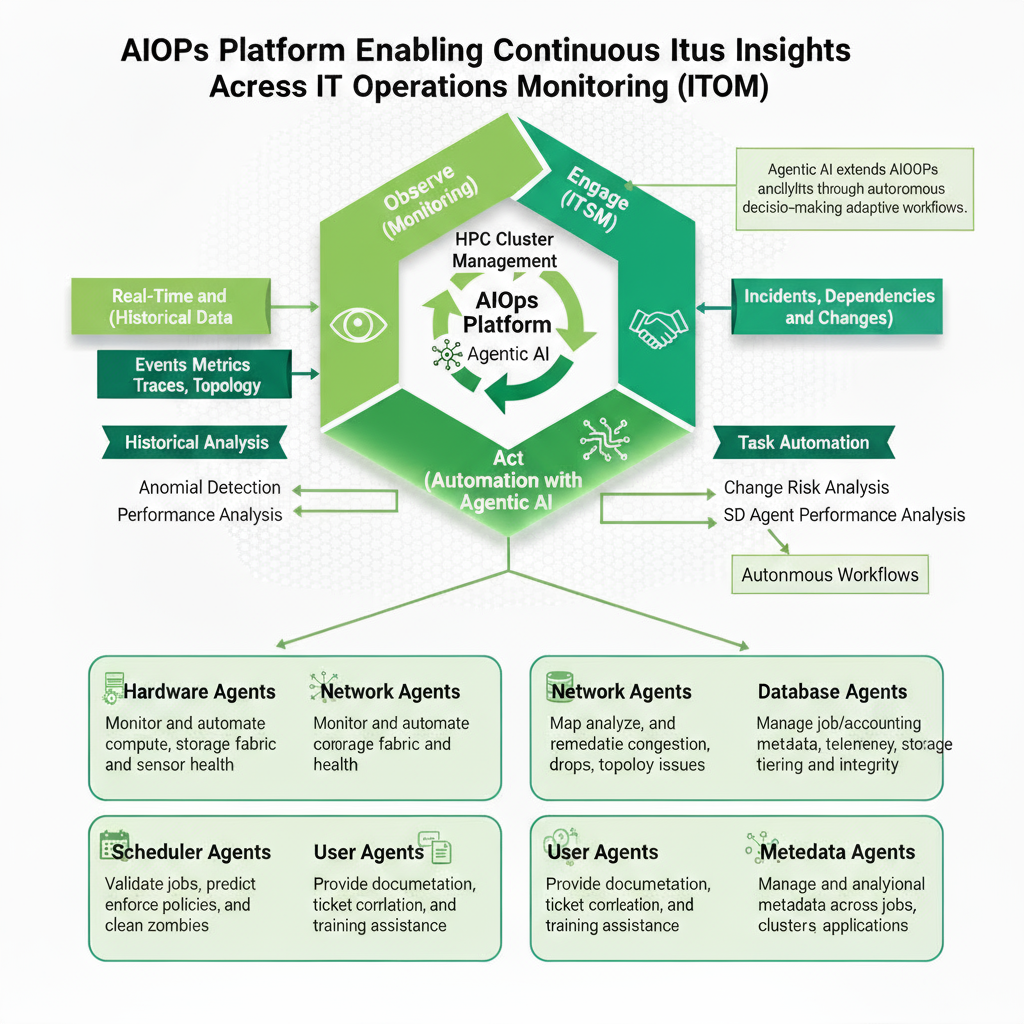 AIOPs Platform Enabling Continuous Itus Insights
Acress IT Operations Monitoring (ITOM)
Observe
(Monitoring)
Engage
(ITSM)
Agentic AI extends AIOOPs
anclylits through autoromous
decisio-making adaptive workflows.
HPC Cluster
Management
AIOps
Platform
Agentic AI
Real-Time and
(Historical Data
Incidents, Dependencies
and Changes)
Events Metrics
Traces, Topology
Historical Analysis
Task Automation
Act
(Automation with
Agentic AI
Anomial Detection
Performance Analysis
Change Risk Analysis
SD Agent Performance Analysis
Autonmous Workflows
Hardware Agents
Monitor and automate
compute, storage fabric
and sensor health
Network Agents
Monitor and automate
cororage fabric and
health
Network Agents
Map analyze, and
remedatie congestion,
drops, topoloy issues
Database Agents
Manage job/accounting
metdata, telemeney, storage
tiering and integrity
Scheduler Agents
Validate jobs, predict
enforce policies, and
clean zombies
User Agents
Provide documetation,
ticket corrlation, and
training assistance
User Agents
Provide documetation,
ticket corrleation, and
training assistance
Metedata Agents
Manage and analyional
metadata across jobs,
clusters, applications